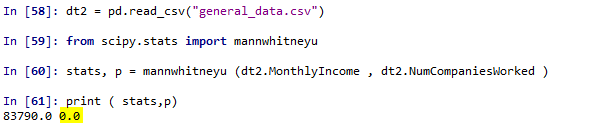 In [58]: dt2 = pd.read_csv("general_data.csv")
In [59]: from scipy.stats import mannwhitneyu
In [60]: stats, p = mannwhitneyu (dt2.MonthlyIncome , dt2.NumCompaniesWorked )
In [61]: print ( stats,p)
83790.0 0.0